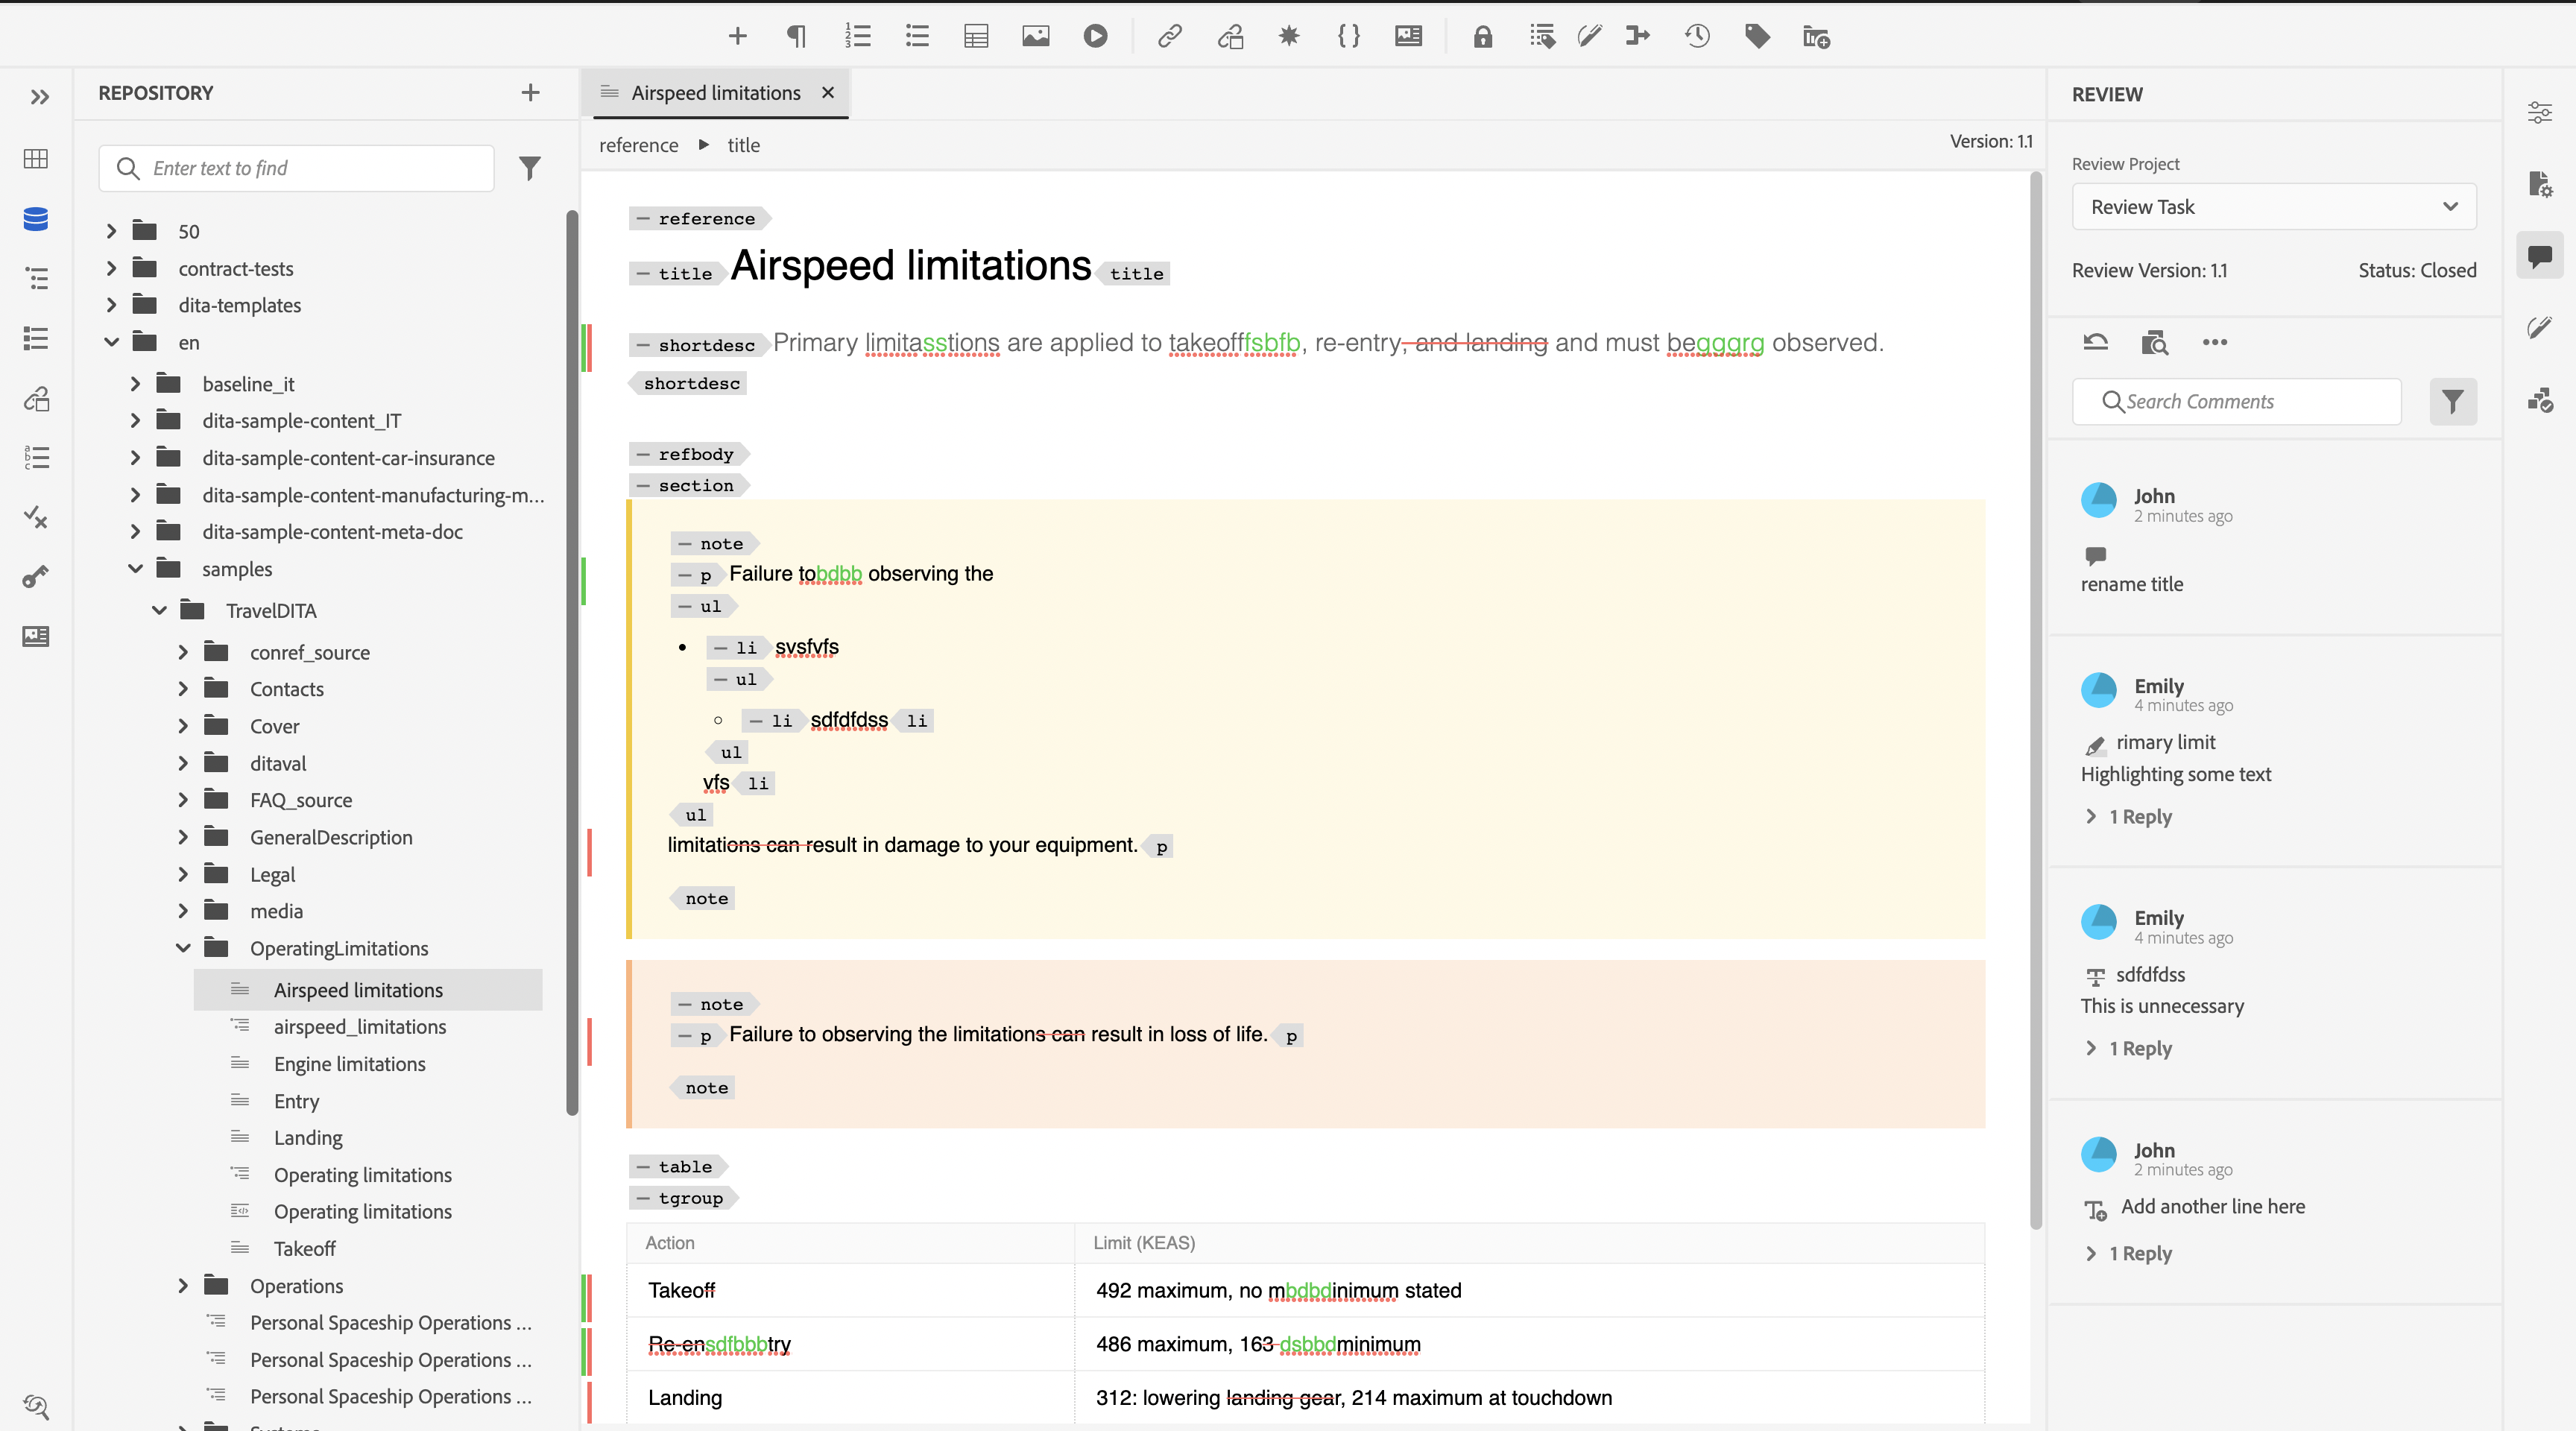 REPOSITORY
Enter text to find
50
contract-tests
dita-templates
en
baseline_it
dita-sample-content_IT
dita-sample-content-car-insurance
dita-sample-content-manufacturing-m...
dita-sample-content-meta-doc
samples
TravelDITA
conref_source
Contacts
Cover
ditaval
FAQ_source
GeneralDescription
Legal
media
OperatingLimitations
Airspeed limitations
airspeed_limitations
Engine limitations
Entry
Landing
Operating limitations
Operating limitations
Takeoff
Operations
Personal Spaceship Operations ...
Personal Spaceship Operations ...
Personal Spaceship Operations ...
Airspeed limitations
reference title
Version: 1.1
reference
title Airspeed limitations title
shortdesc Primary limitasstions are applied to takeofffsbfb, re-entry, and landing and must begggrg observed.
shortdesc
refbody
section
note
p Failure tobdbb observing the
ul
li svsfvfs
ul
li sdfdfdss li
ul
vfs li
ul
limitations can result in damage to your equipment. p
note
note
p Failure to observing the limitations can result in loss of life. p
note
table
tgroup
Action Limit (KEAS)
Takeoff 492 maximum, no mbdbdinimum stated
Re-ensdfbbbtry 486 maximum, 163 dsbbdminimum
Landing 312: lowering landing gear, 214 maximum at touchdown
REVIEW
Review Project
Review Task
Review Version: 1.1 Status: Closed
Search Comments
John
2 minutes ago
rename title
Emily
4 minutes ago
rimary limit
Highlighting some text
1 Reply
Emily
4 minutes ago
sdfdfdss
This is unnecessary
1 Reply
John
2 minutes ago
Add another line here
1 Reply